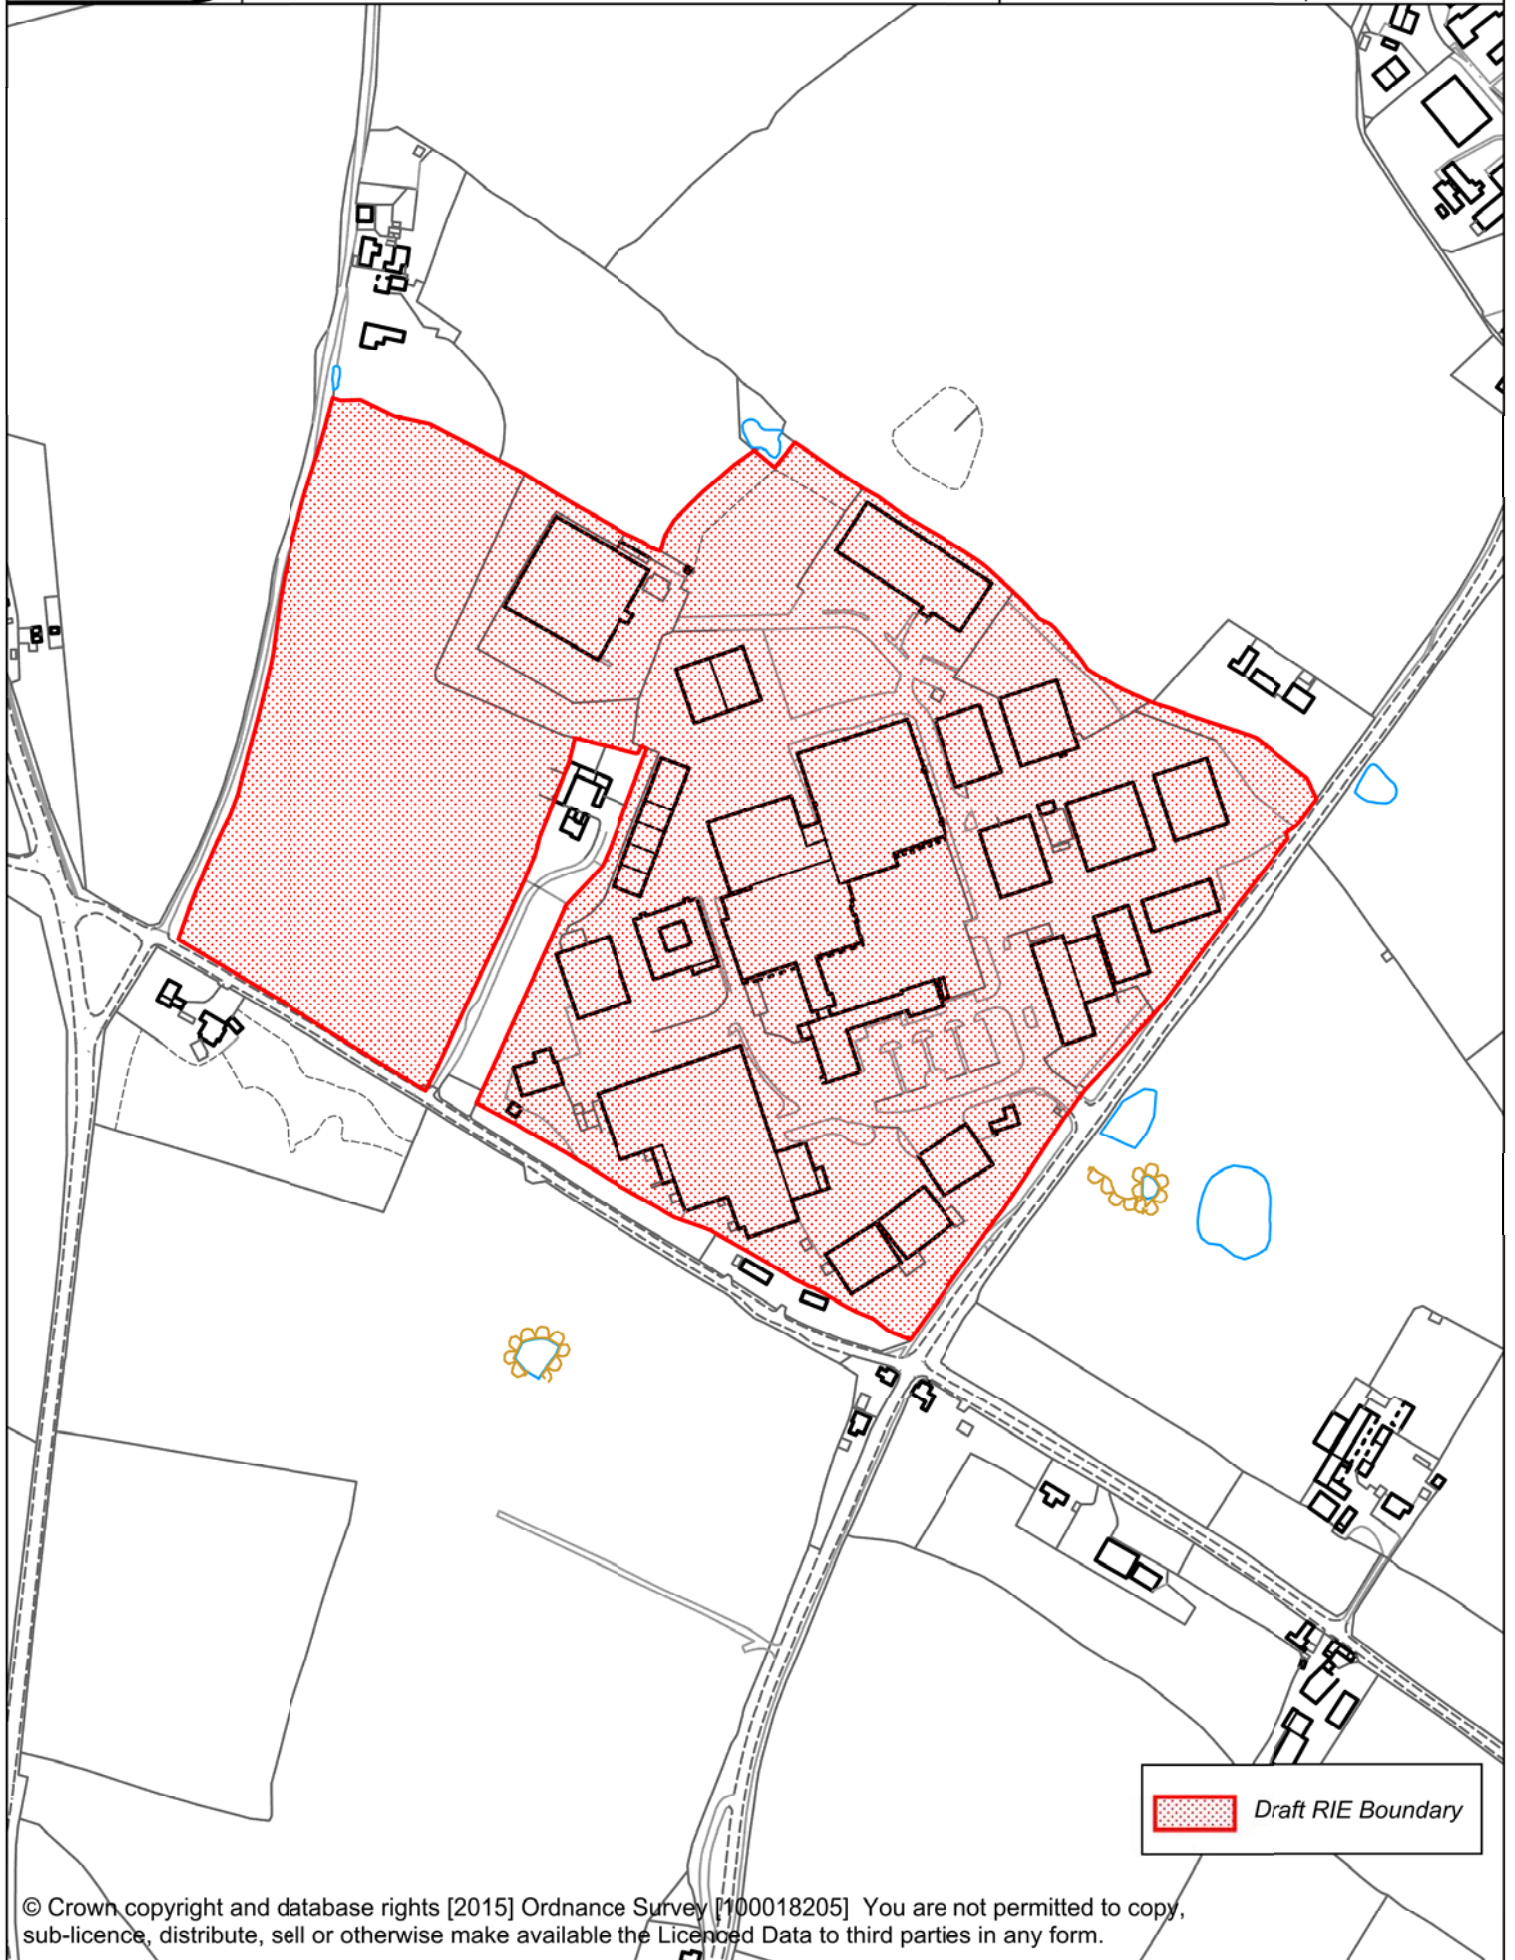 Draft RIE Boundary
© Crown copyright and database rights [2015] Ordnance Survey [100018205]  You are not permitted to copy,
sub-licence, distribute, sell or otherwise make available the Licenced Data to third parties in any form.